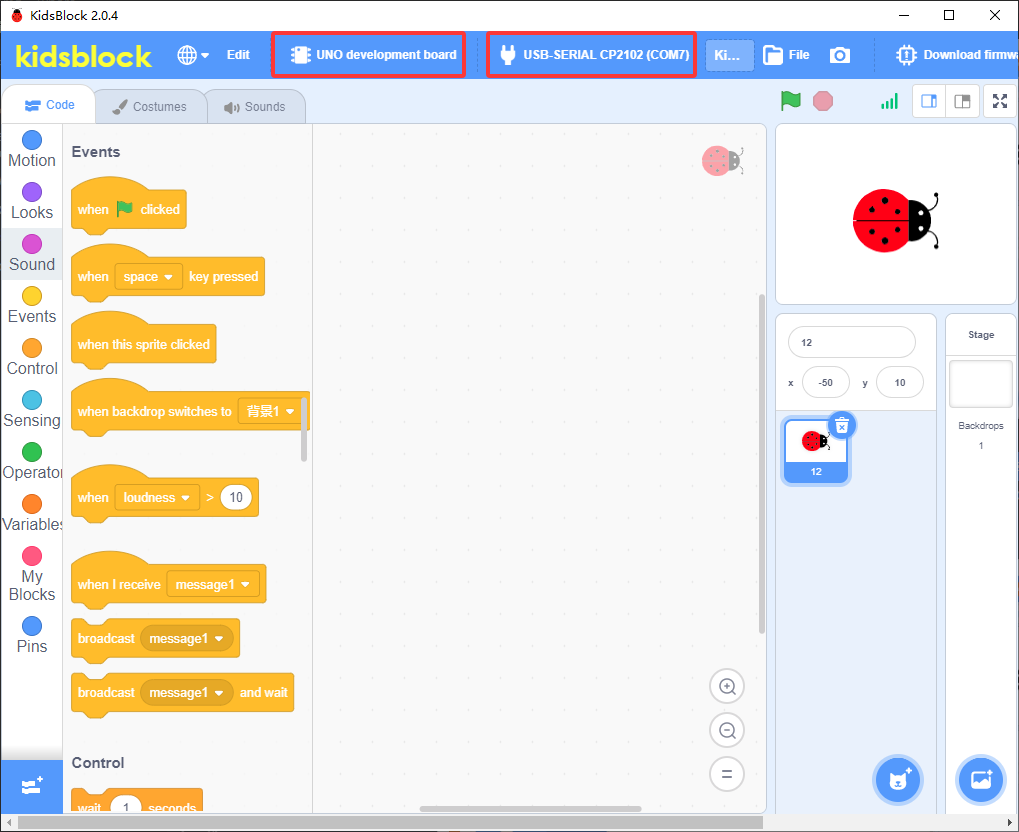 KidsBlock 2.0.4
kidsblock
Edit
UNO development board
USB-SERIAL CP2102 (COM7)
Ki...
File
Download firmw
Code
Costumes
Sounds
Motion
Looks
Sound
Events
Control
Sensing
Operator
Variables
My
Blocks
Pins
Events
when clicked
when space key pressed
when this sprite clicked
when backdrop switches to 背景1
when loudness > 10
when I receive message1
broadcast message1
broadcast message1 and wait
Control
wait 1 seconds
12
x -50 y 10
12
Stage
Backdrops
1